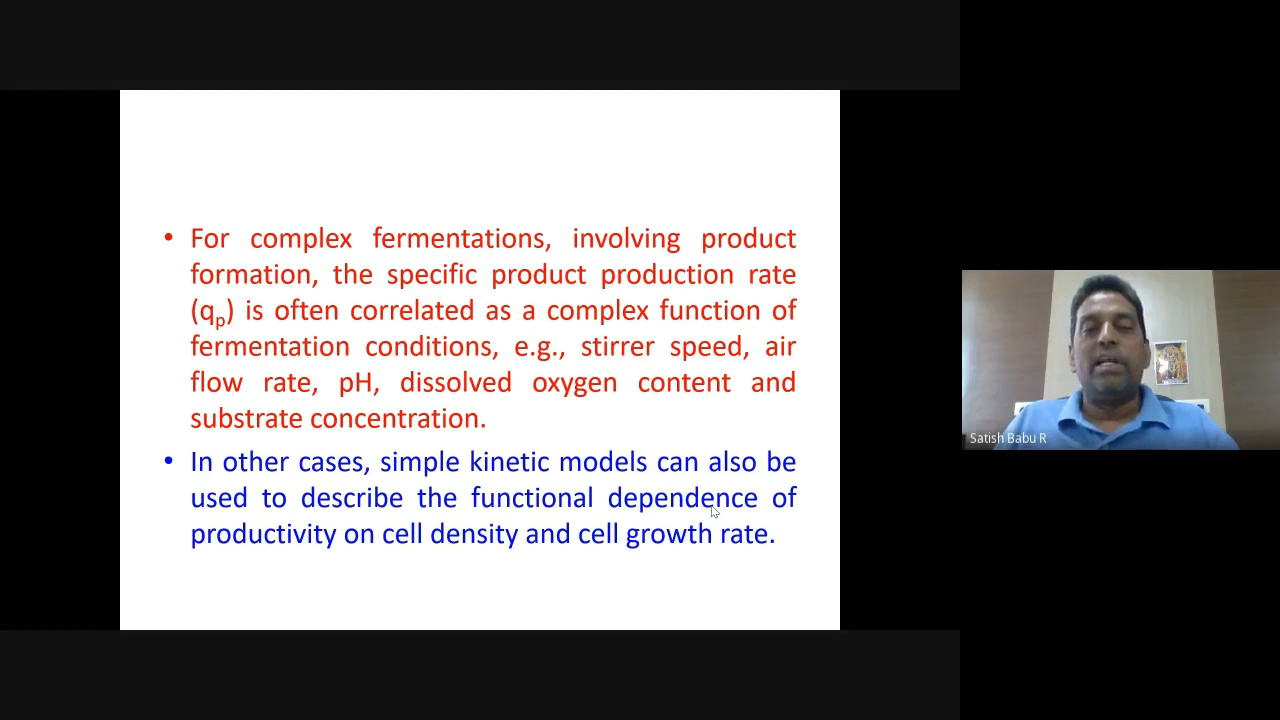 • For complex fermentations, involving product
formation, the specific product production rate
(qp) is often correlated as a complex function of
fermentation conditions, e.g., stirrer speed, air
flow rate, pH, dissolved oxygen content and
substrate concentration.
• In other cases, simple kinetic models can also be
used to describe the functional dependence of
productivity on cell density and cell growth rate.
Satish Babu R